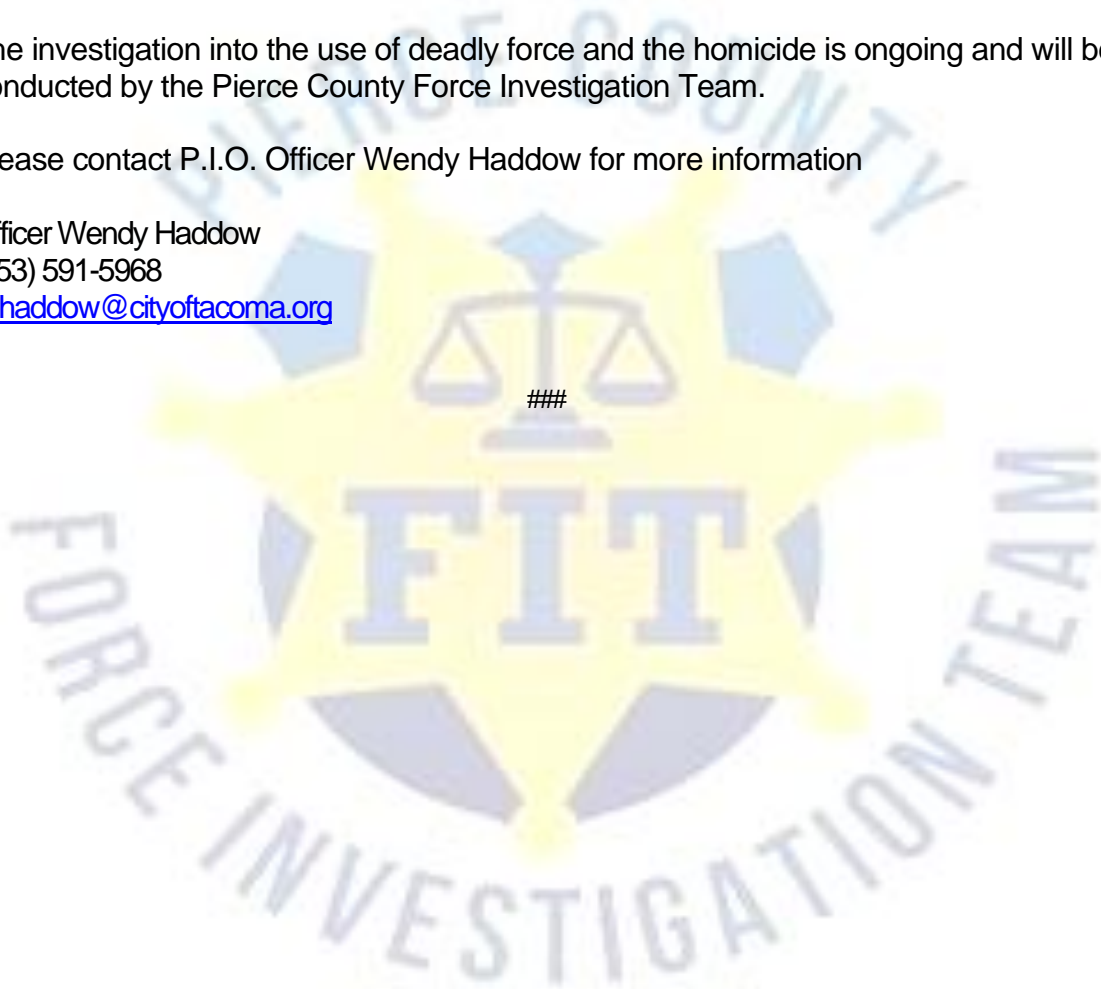 he investigation into the use of deadly force and the homicide is ongoing and will be
onducted by the Pierce County Force Investigation Team.
lease contact P.I.O. Officer Wendy Haddow for more information
fficer Wendy Haddow
53) 591-5968
haddow@cityoftacoma.org
###
PIERCE COUNTY
FIT
FORCE INVESTIGATION TEAM